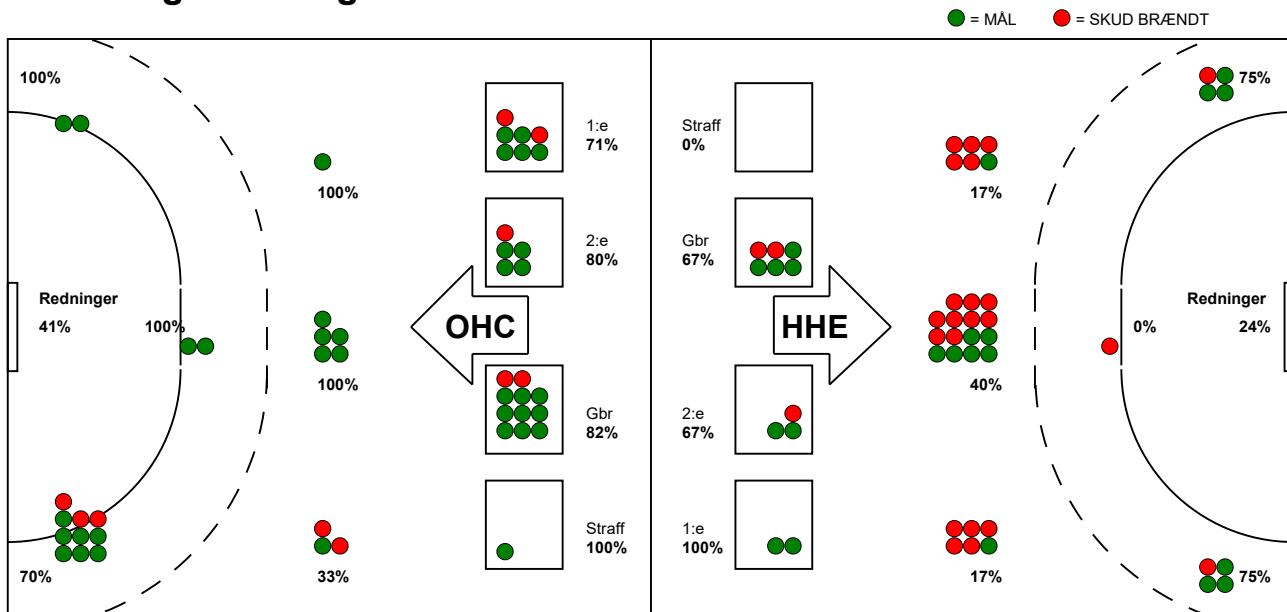 = MÅL = SKUD BRÆNDT
100%
75%
1:e
71%
Straff
0%
100%
17%
2:e
80%
Gbr
67%
Redninger
41%
100%
OHC
HHE
0%
Redninger
24%
100%
40%
Gbr
82%
2:e
67%
Straff
100%
1:e
100%
70%
33%
17%
75%